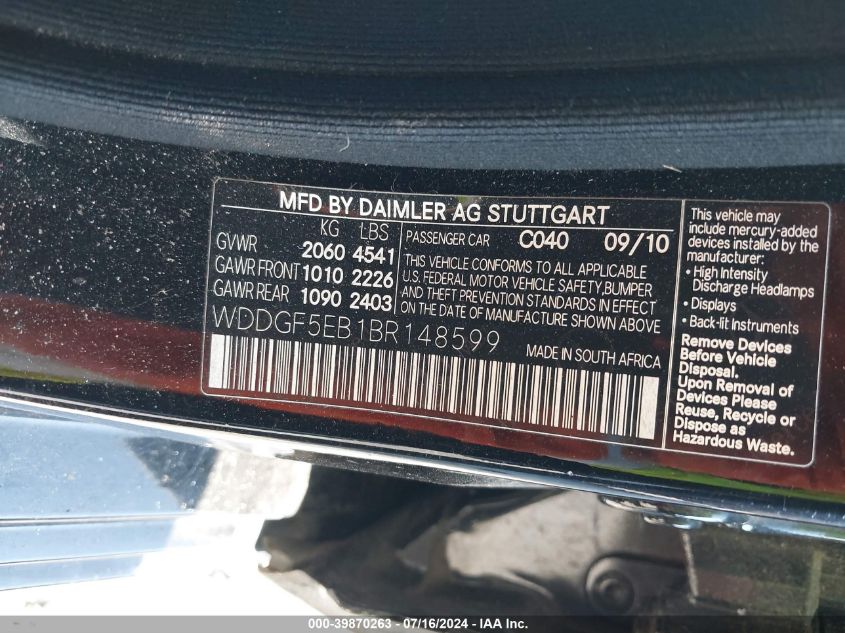 MFD BY DAIMLER AG STUTTGART
KG LBS
GVWR 2060 4541
GAWR FRONT 1010 2226
GAWR REAR 1090 2403
PASSENGER CAR C040 09/10
THIS VEHICLE CONFORMS TO ALL APPLICABLE
U.S. FEDERAL MOTOR VEHICLE SAFETY,BUMPER
AND THEFT PREVENTION STANDARDS IN EFFECT
ON THE DATE OF MANUFACTURE SHOWN ABOVE
WDDGF5EB1BR148599
MADE IN SOUTH AFRICA
This vehicle may
include mercury-added
devices installed by the
manufacturer:
• High Intensity
Discharge Headlamps
• Displays
• Back-lit Instruments
Remove Devices
Before Vehicle
Disposal.
Upon Removal of
Devices Please
Reuse, Recycle or
Dispose as
Hazardous Waste.
000-39870263 - 07/16/2024 - IAA Inc.